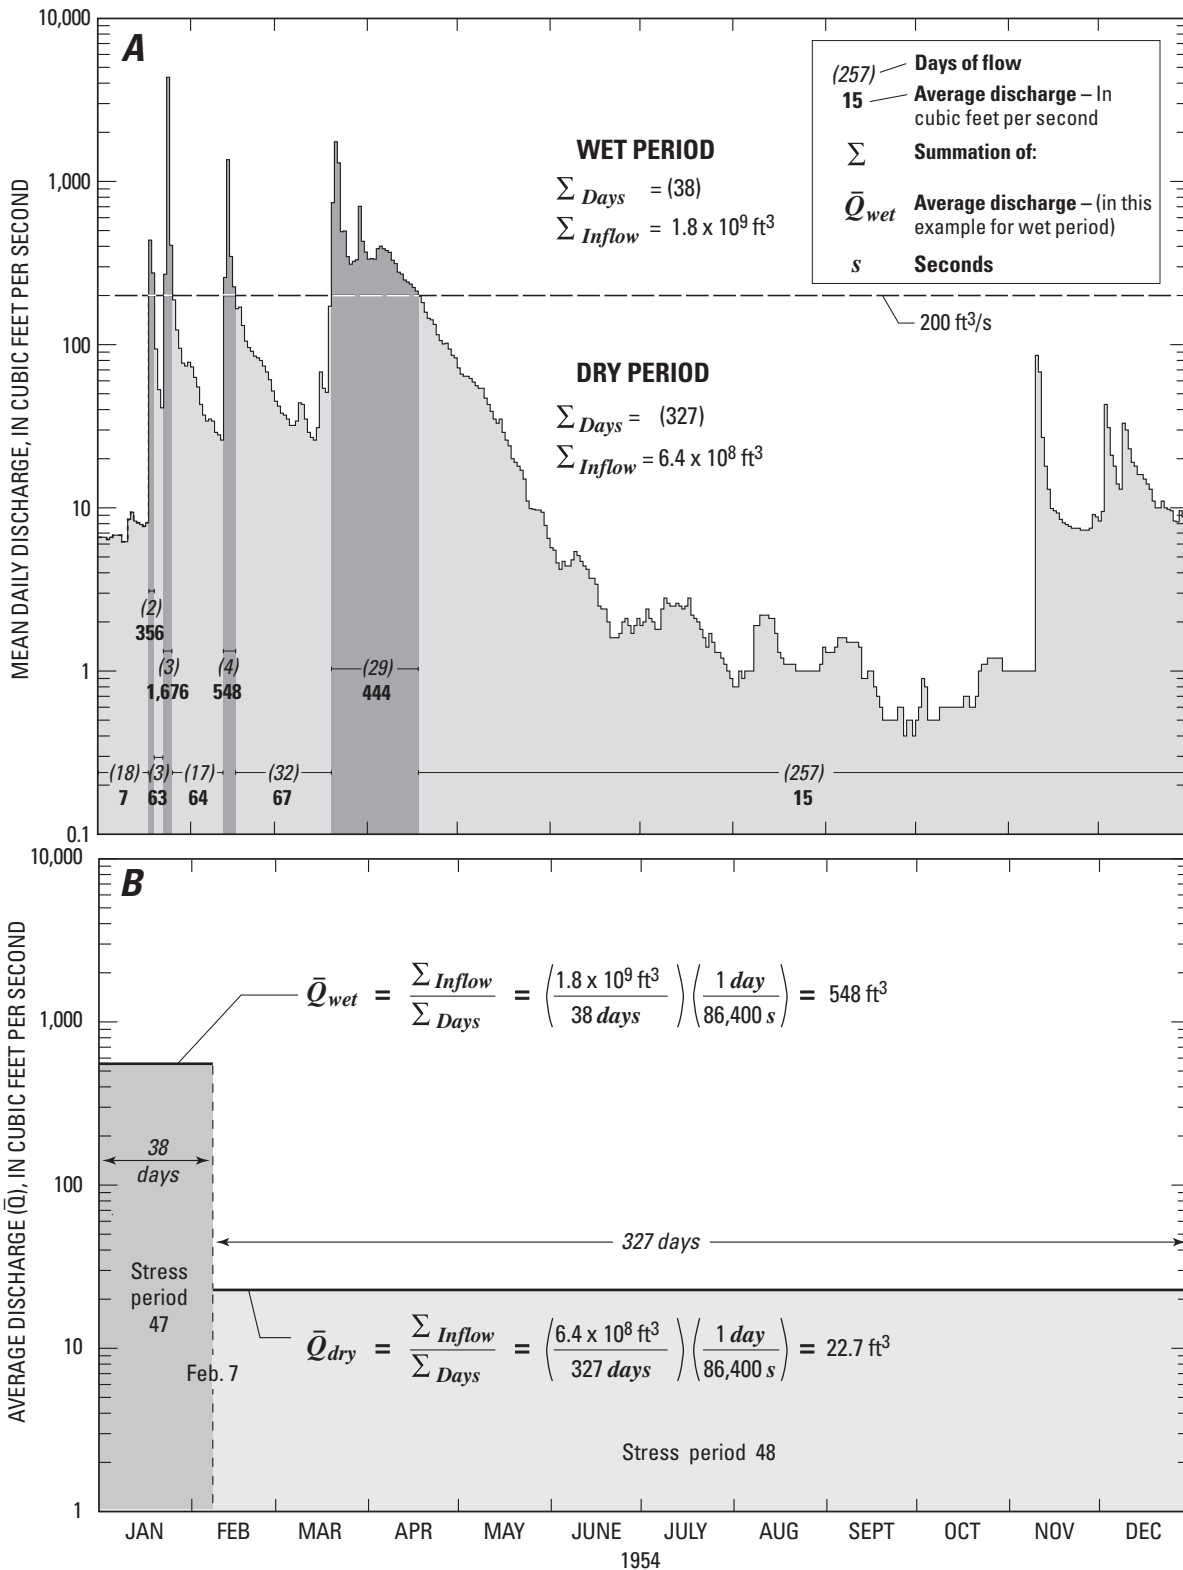 A
10,000
1,000
100
10
1
0.1
MEAN DAILY DISCHARGE, IN CUBIC FEET PER SECOND
(257) Days of flow
15 Average discharge – In
cubic feet per second
Σ Summation of:
Q̄wet Average discharge – (in this
example for wet period)
s Seconds
WET PERIOD
Σ Days = (38)
Σ Inflow = 1.8 x 10⁹ ft³
200 ft³/s
DRY PERIOD
Σ Days = (327)
Σ Inflow = 6.4 x 10⁸ ft³
(2)
356
(3)
1,676
(4)
548
(29)
444
(18) (3) (17) (32) (257)
7 63 64 67 15
B
10,000
1,000
100
10
1
AVERAGE DISCHARGE (Q̄), IN CUBIC FEET PER SECOND
Q̄wet = Σ Inflow / Σ Days = (1.8 x 10⁹ ft³ / 38 days) (1 day / 86,400 s) = 548 ft³
38
days
327 days
Stress
period
47
Q̄dry = Σ Inflow / Σ Days = (6.4 x 10⁸ ft³ / 327 days) (1 day / 86,400 s) = 22.7 ft³
Feb. 7
Stress period 48
JAN FEB MAR APR MAY JUNE JULY AUG SEPT OCT NOV DEC
1954